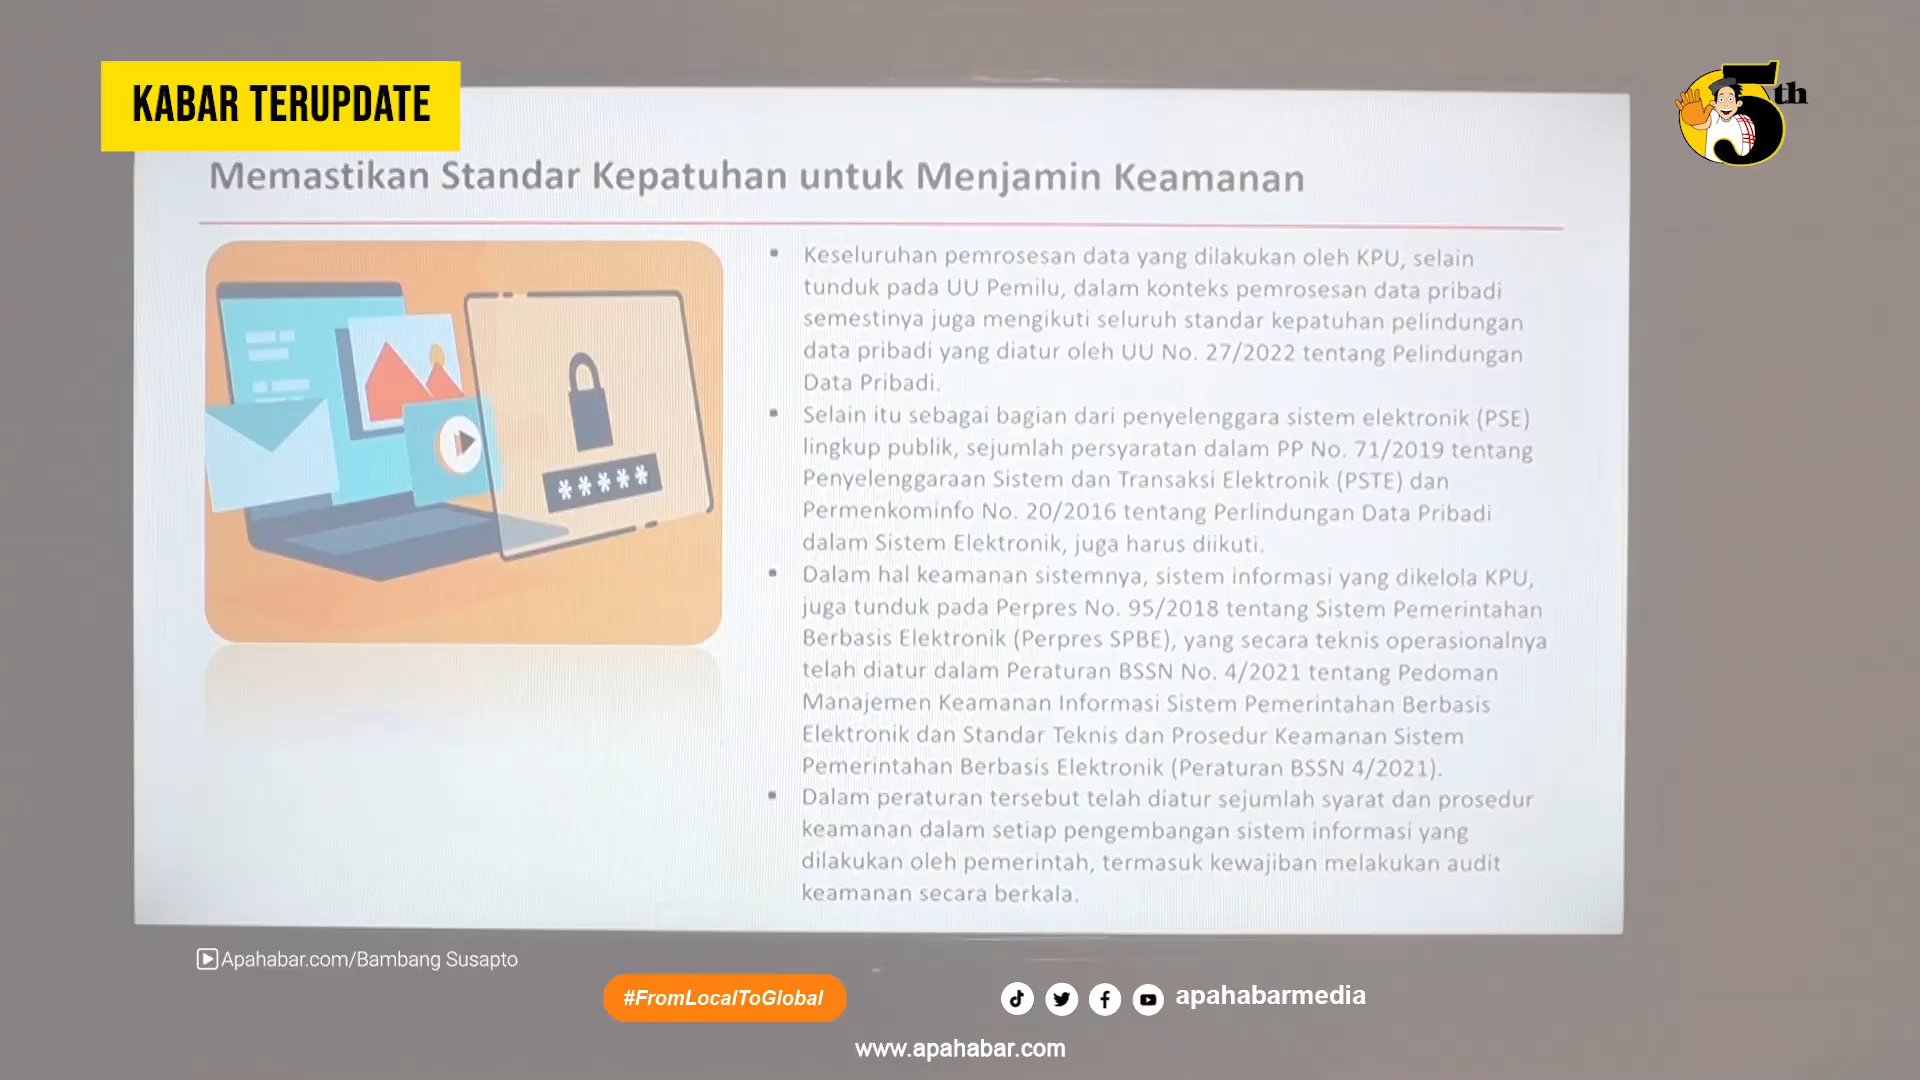 KABAR TERUPDATE
5th
Memastikan Standar Kepatuhan untuk Menjamin Keamanan
*****
▪ Keseluruhan pemrosesan data yang dilakukan oleh KPU, selain
tunduk pada UU Pemilu, dalam konteks pemrosesan data pribadi
semestinya juga mengikuti seluruh standar kepatuhan pelindungan
data pribadi yang diatur oleh UU No. 27/2022 tentang Pelindungan
Data Pribadi.
▪ Selain itu sebagai bagian dari penyelenggara sistem elektronik (PSE)
lingkup publik, sejumlah persyaratan dalam PP No. 71/2019 tentang
Penyelenggaraan Sistem dan Transaksi Elektronik (PSTE) dan
Permenkominfo No. 20/2016 tentang Perlindungan Data Pribadi
dalam Sistem Elektronik, juga harus diikuti.
▪ Dalam hal keamanan sistemnya, sistem informasi yang dikelola KPU,
juga tunduk pada Perpres No. 95/2018 tentang Sistem Pemerintahan
Berbasis Elektronik (Perpres SPBE), yang secara teknis operasionalnya
telah diatur dalam Peraturan BSSN No. 4/2021 tentang Pedoman
Manajemen Keamanan Informasi Sistem Pemerintahan Berbasis
Elektronik dan Standar Teknis dan Prosedur Keamanan Sistem
Pemerintahan Berbasis Elektronik (Peraturan BSSN 4/2021).
▪ Dalam peraturan tersebut telah diatur sejumlah syarat dan prosedur
keamanan dalam setiap pengembangan sistem informasi yang
dilakukan oleh pemerintah, termasuk kewajiban melakukan audit
keamanan secara berkala.
Apahabar.com/Bambang Susapto
#FromLocalToGlobal
apahabarmedia
www.apahabar.com